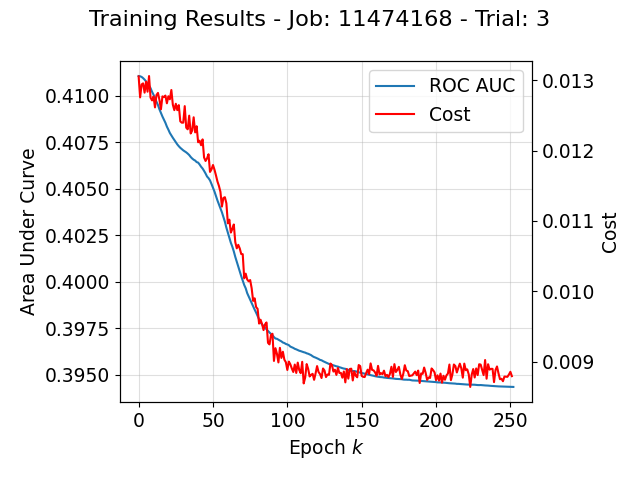 Training Results - Job: 11474168 - Trial: 3
ROC AUC
Cost
0.4100
0.4075
0.4050
0.4025
0.4000
0.3975
0.3950
Area Under Curve
0.013
0.012
0.011
0.010
0.009
Cost
0 50 100 150 200 250
Epoch k